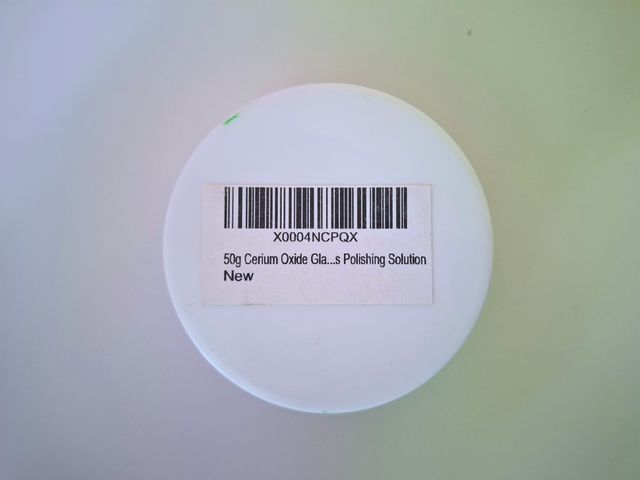 X0004NCPQX
50g Cerium Oxide Gla...s Polishing Solution
New